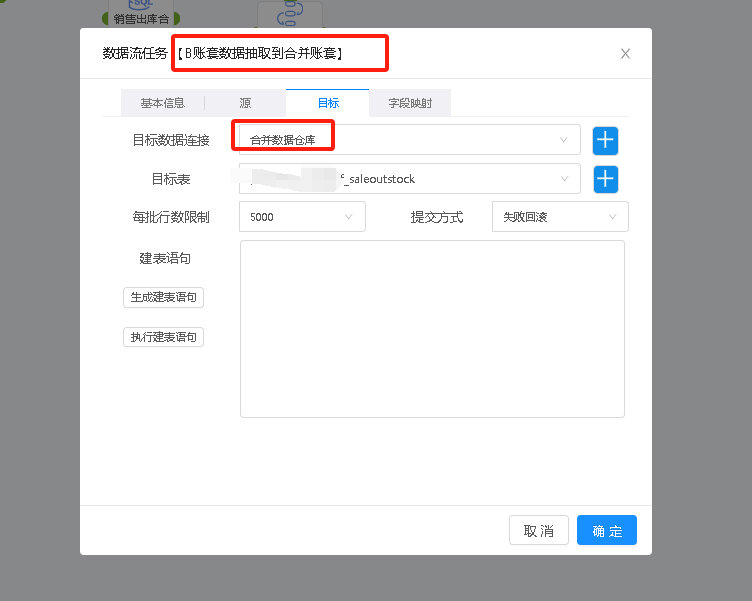 SQL
销售出库合
数据流任务【B账套数据抽取到合并账套】
基本信息 源 目标 字段映射
目标数据连接 合并数据仓库
目标表 f_saleoutstock
每批行数限制 5000 提交方式 失败回滚
建表语句
生成建表语句
执行建表语句
取消 确定